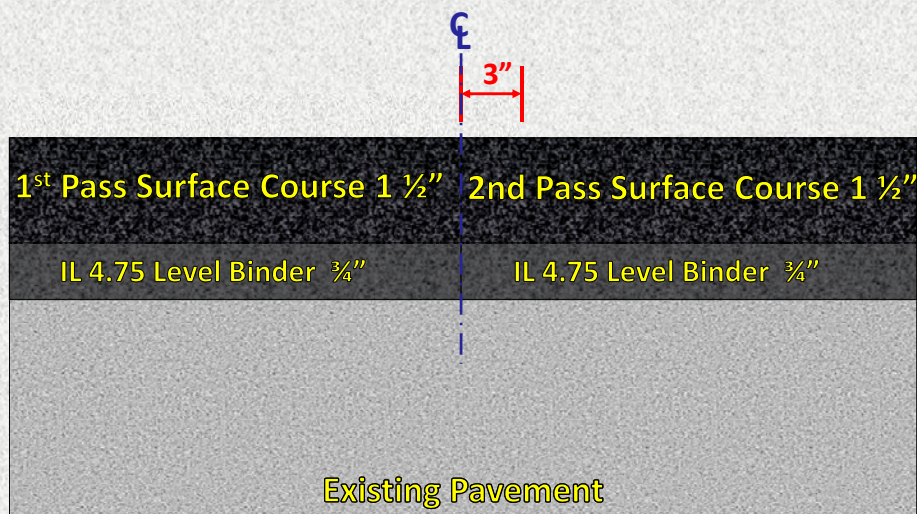 ℄
3”
1st Pass Surface Course 1 ½” 2nd Pass Surface Course 1 ½”
IL 4.75 Level Binder ¾” IL 4.75 Level Binder ¾”
Existing Pavement